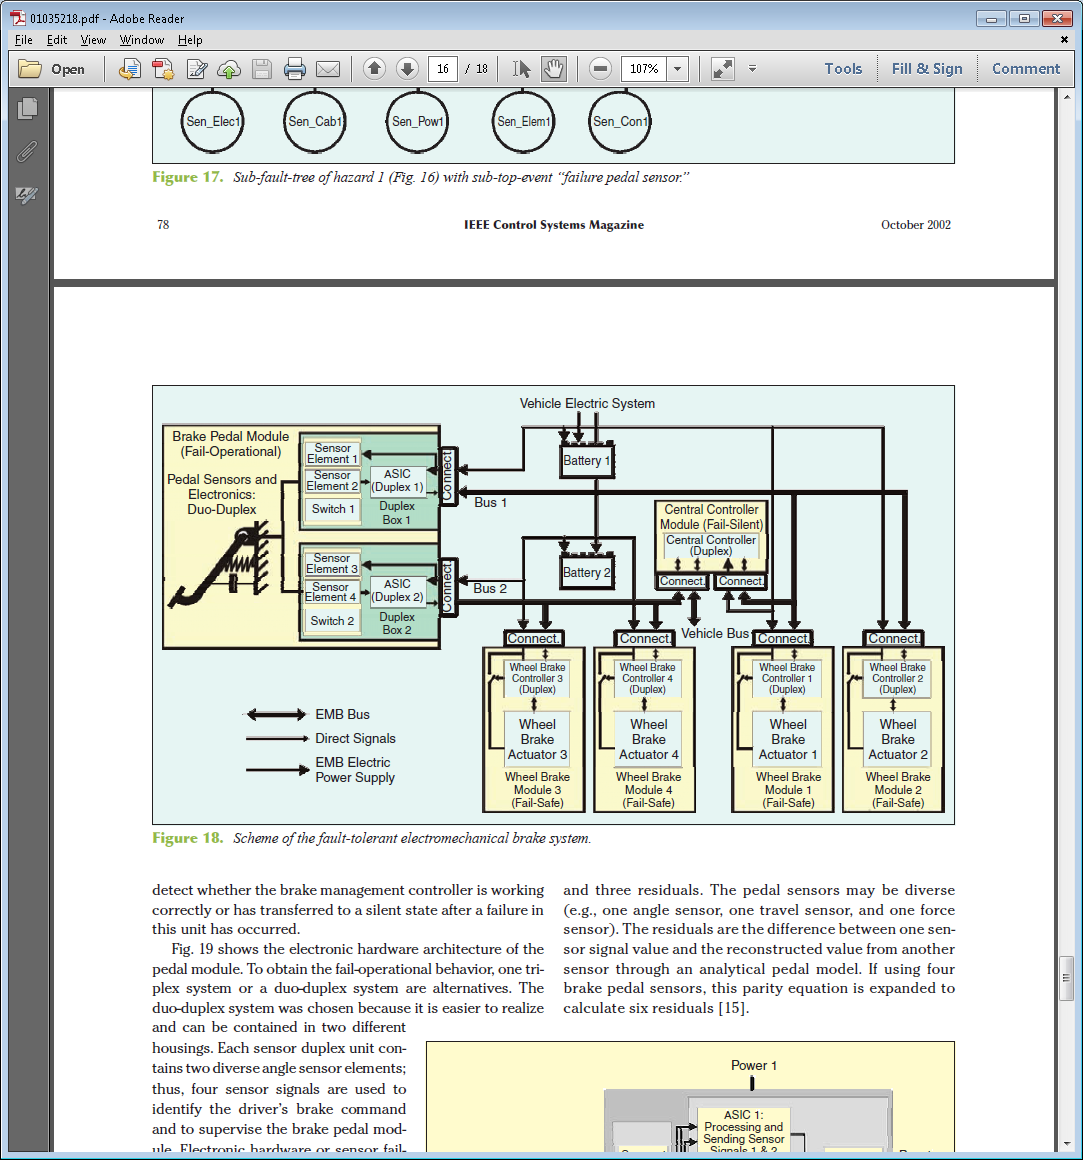 01035218.pdf - Adobe Reader
File Edit View Window Help
Open
16 / 18
107%
Tools
Fill & Sign
Comment
Sen_Elec1
Sen_Cab1
Sen_Pow1
Sen_Elem1
Sen_Con1
Figure 17. Sub-fault-tree of hazard 1 (Fig. 16) with sub-top-event “failure pedal sensor.”
78
IEEE Control Systems Magazine
October 2002
Vehicle Electric System
Brake Pedal Module
(Fail-Operational)
Pedal Sensors and
Electronics:
Duo-Duplex
Sensor
Element 1
Sensor
Element 2
Switch 1
ASIC
(Duplex 1)
Duplex
Box 1
Connect.
Bus 1
Battery 1
Sensor
Element 3
Sensor
Element 4
Switch 2
ASIC
(Duplex 2)
Duplex
Box 2
Connect.
Bus 2
Battery 2
Central Controller
Module (Fail-Silent)
Central Controller
(Duplex)
Connect.
Connect.
Vehicle Bus
Connect.
Connect.
Connect.
Connect.
Wheel Brake
Controller 3
(Duplex)
Wheel
Brake
Actuator 3
Wheel Brake
Module 3
(Fail-Safe)
Wheel Brake
Controller 4
(Duplex)
Wheel
Brake
Actuator 4
Wheel Brake
Module 4
(Fail-Safe)
Wheel Brake
Controller 1
(Duplex)
Wheel
Brake
Actuator 1
Wheel Brake
Module 1
(Fail-Safe)
Wheel Brake
Controller 2
(Duplex)
Wheel
Brake
Actuator 2
Wheel Brake
Module 2
(Fail-Safe)
EMB Bus
Direct Signals
EMB Electric
Power Supply
Figure 18. Scheme of the fault-tolerant electromechanical brake system.
detect whether the brake management controller is working
correctly or has transferred to a silent state after a failure in
this unit has occurred.
Fig. 19 shows the electronic hardware architecture of the
pedal module. To obtain the fail-operational behavior, one tri-
plex system or a duo-duplex system are alternatives. The
duo-duplex system was chosen because it is easier to realize
and can be contained in two different
housings. Each sensor duplex unit con-
tains two diverse angle sensor elements;
thus, four sensor signals are used to
identify the driver’s brake command
and to supervise the brake pedal mod-
ule. Electronic hardware or sensor fail-
and three residuals. The pedal sensors may be diverse
(e.g., one angle sensor, one travel sensor, and one force
sensor). The residuals are the difference between one sen-
sor signal value and the reconstructed value from another
sensor through an analytical pedal model. If using four
brake pedal sensors, this parity equation is expanded to
calculate six residuals [15].
Power 1
ASIC 1:
Processing and
Sending Sensor
Signals 1 & 2